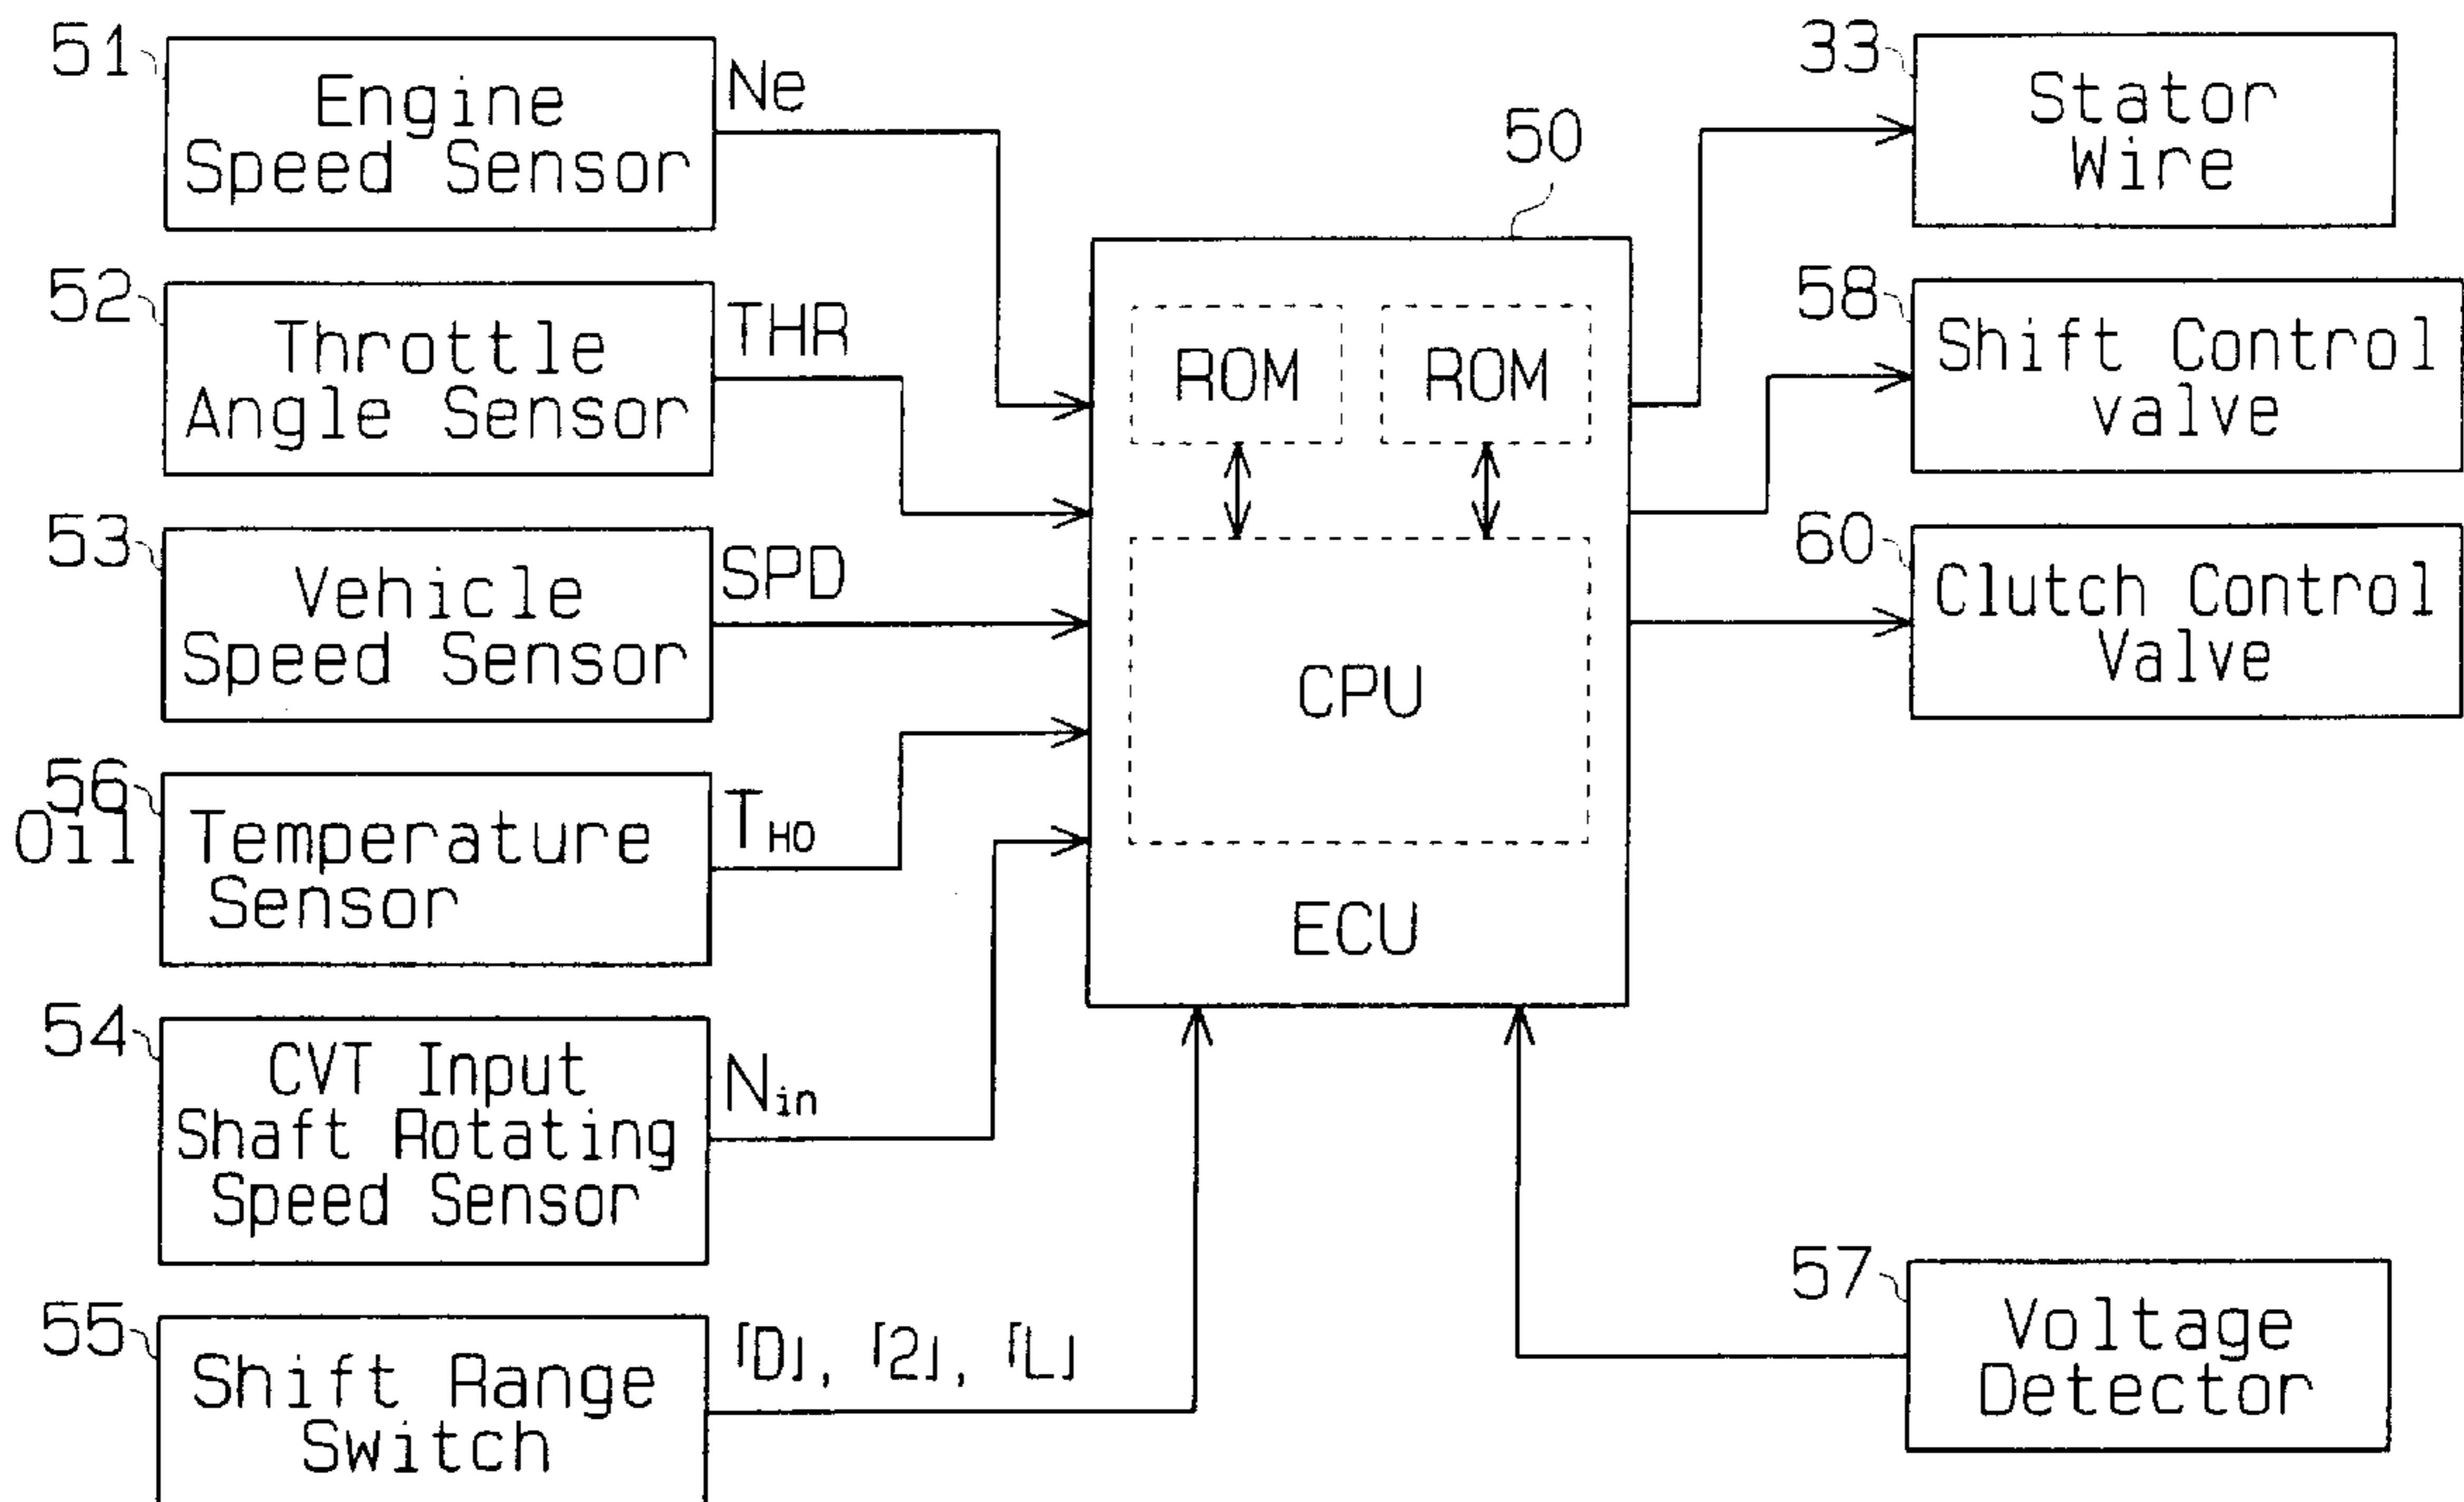 51
Engine
Speed Sensor
Ne
52
Throttle
Angle Sensor
THR
53
Vehicle
Speed Sensor
SPD
56
Oil Temperature
Sensor
THO
54
CVT Input
Shaft Rotating
Speed Sensor
Nin
55
Shift Range
Switch
「D」, 「2」, 「L」
50
ROM
ROM
CPU
ECU
33
Stator
Wire
58
Shift Control
valve
60
Clutch Control
Valve
57
Voltage
Detector